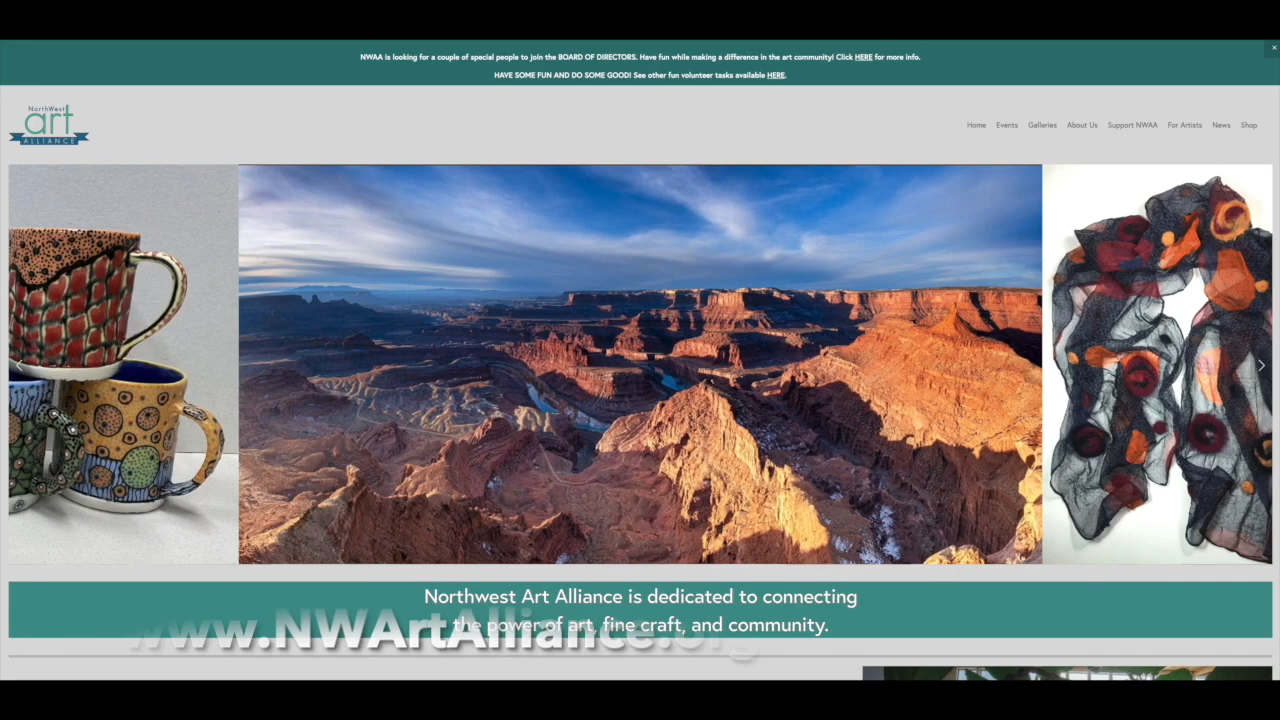 NWAA is looking for a couple of special people to join the BOARD OF DIRECTORS. Have fun while making a difference in the art community! Click HERE for more info.
HAVE SOME FUN AND DO SOME GOOD! See other fun volunteer tasks available HERE.
NorthWest
art
ALLIANCE
Home Events Galleries About Us Support NWAA For Artists News Shop
Northwest Art Alliance is dedicated to connecting
the power of art, fine craft, and community.
www.NWArtAlliance.org